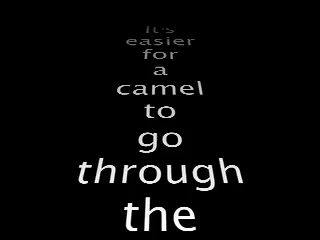 It's
easier
for
a
camel
to
go
through
the